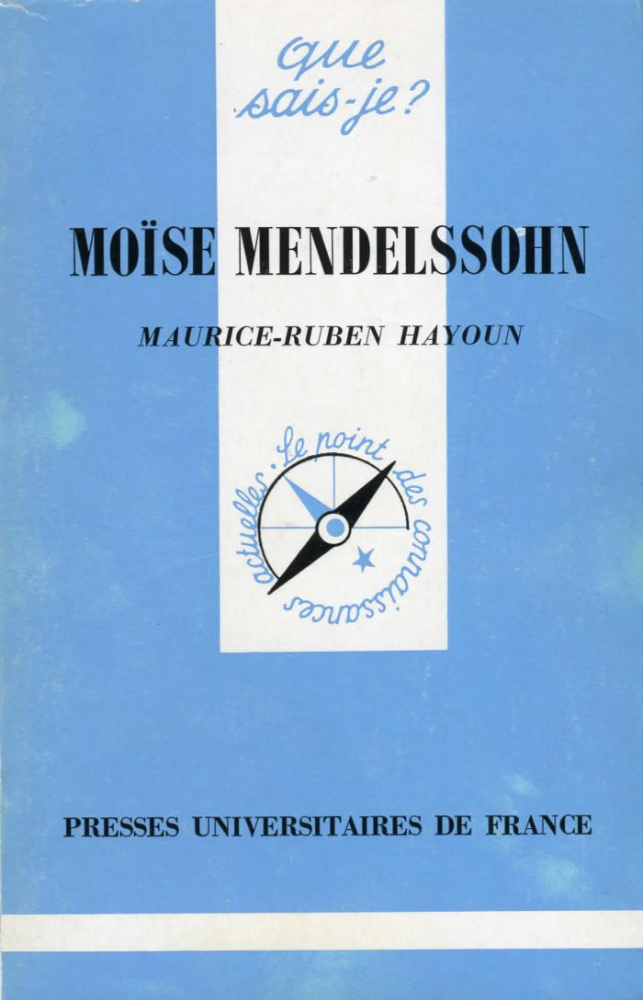 que
sais-je?
MOÏSE MENDELSSOHN
MAURICE-RUBEN HAYOUN
Le point des connaissances actuelles.
PRESSES UNIVERSITAIRES DE FRANCE